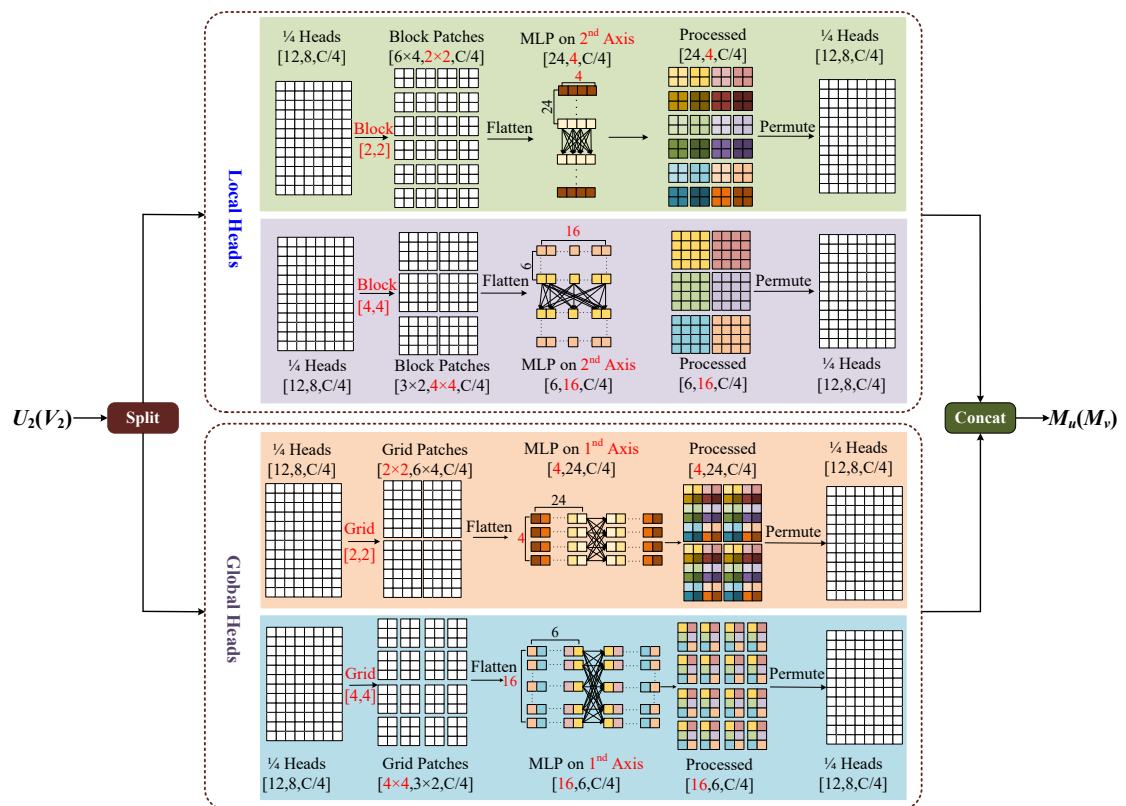 ¼ Heads
[12,8,C/4]
Block Patches
[6×4,2×2,C/4]
MLP on 2nd Axis
[24,4,C/4]
Processed
[24,4,C/4]
¼ Heads
[12,8,C/4]
4
24
Block
[2,2]
Flatten
Permute
Local Heads
16
6
Block
[4,4]
Flatten
Permute
¼ Heads
[12,8,C/4]
Block Patches
[3×2,4×4,C/4]
MLP on 2nd Axis
[6,16,C/4]
Processed
[6,16,C/4]
¼ Heads
[12,8,C/4]
U2(V2)
Split
Concat
Mu(Mv)
¼ Heads
[12,8,C/4]
Grid Patches
[2×2,6×4,C/4]
MLP on 1nd Axis
[4,24,C/4]
Processed
[4,24,C/4]
¼ Heads
[12,8,C/4]
24
4
Grid
[2,2]
Flatten
Permute
Global Heads
6
16
Grid
[4,4]
Flatten
Permute
¼ Heads
[12,8,C/4]
Grid Patches
[4×4,3×2,C/4]
MLP on 1nd Axis
[16,6,C/4]
Processed
[16,6,C/4]
¼ Heads
[12,8,C/4]